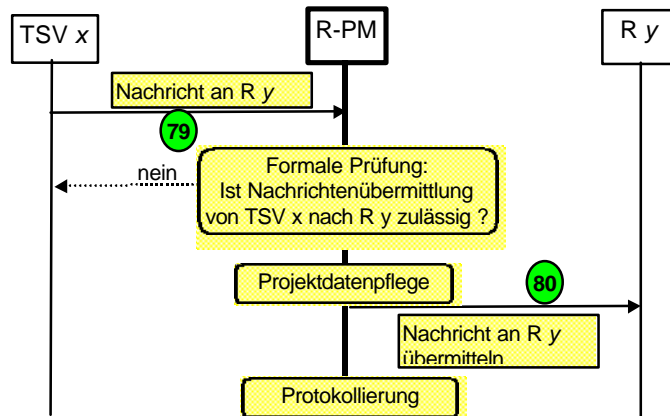 TSV x
R-PM
R y
Nachricht an R y
79
nein
Formale Prüfung:
Ist Nachrichtenübermittlung
von TSV x nach R y zulässig ?
Projektdatenpflege
80
Nachricht an R y
übermitteln
Protokollierung